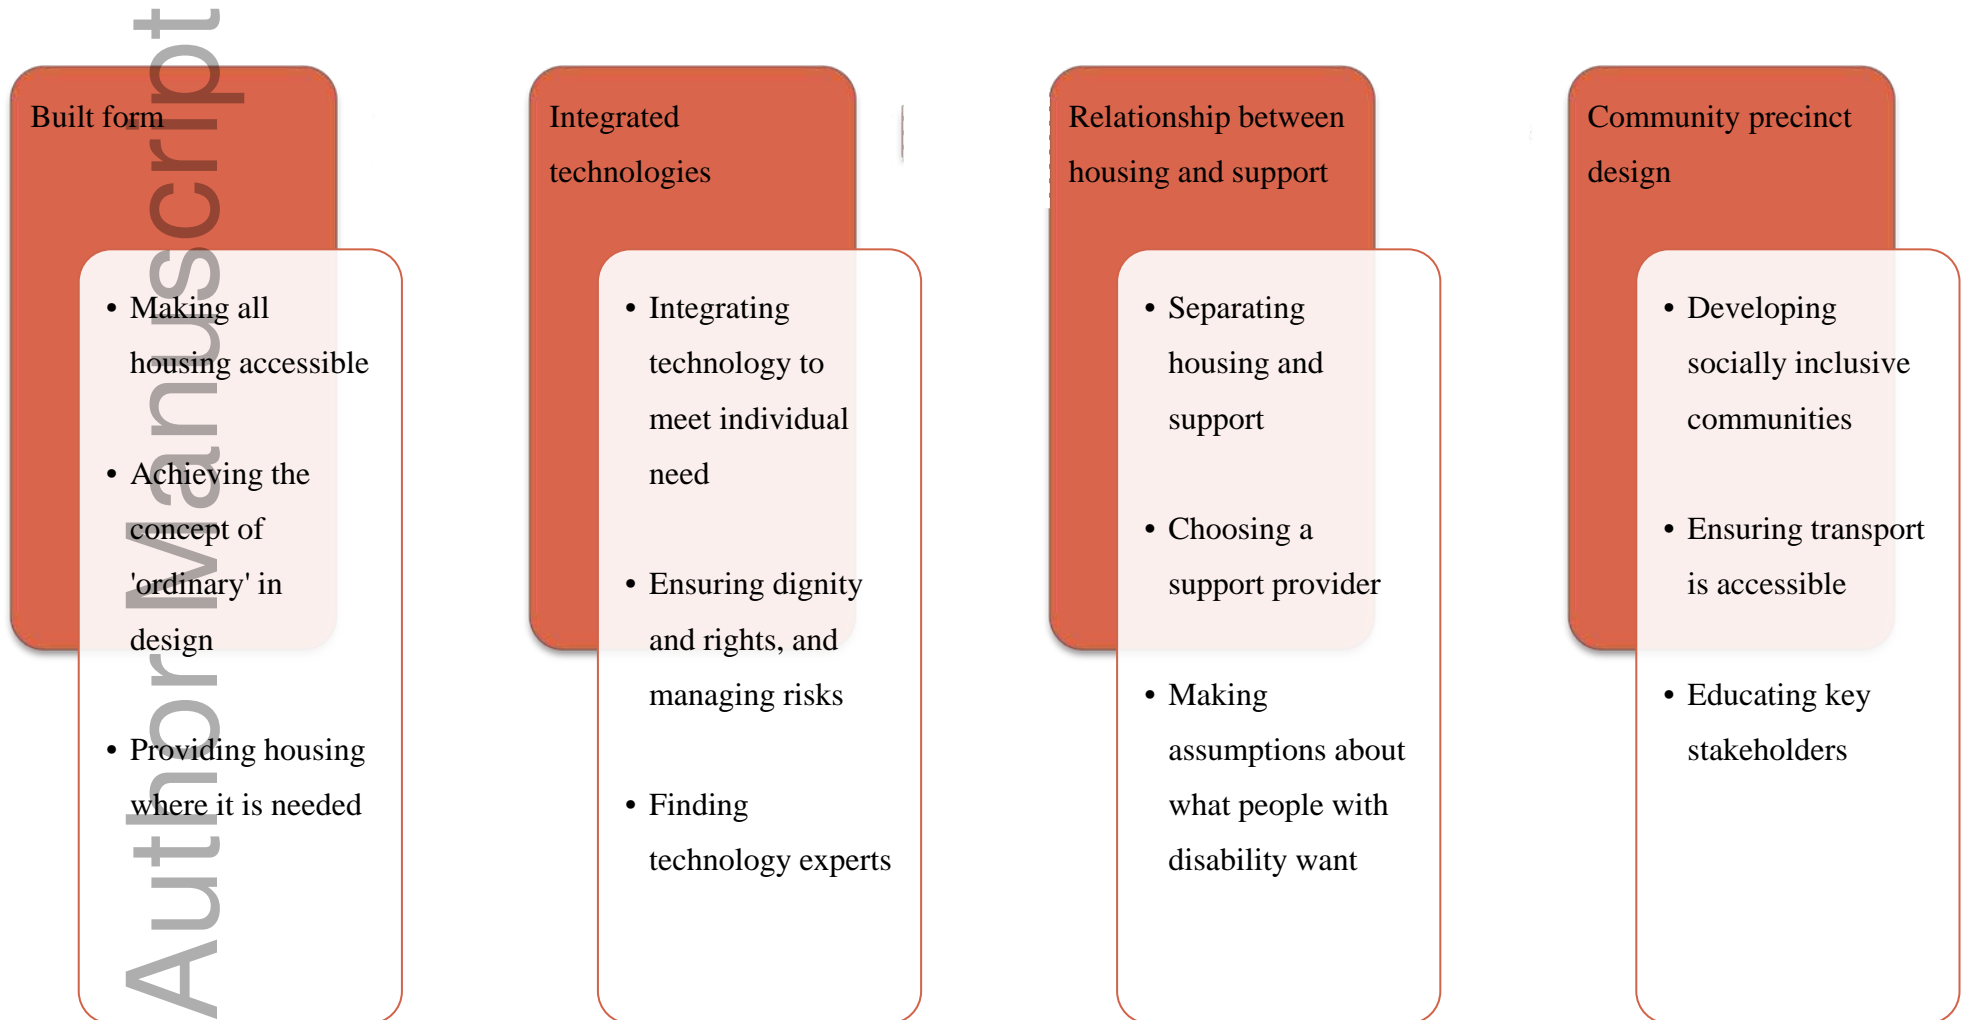 Author Manuscript
Built form
• Making all
housing accessible
• Achieving the
concept of
'ordinary' in
design
• Providing housing
where it is needed
Integrated
technologies
• Integrating
technology to
meet individual
need
• Ensuring dignity
and rights, and
managing risks
• Finding
technology experts
Relationship between
housing and support
• Separating
housing and
support
• Choosing a
support provider
• Making
assumptions about
what people with
disability want
Community precinct
design
• Developing
socially inclusive
communities
• Ensuring transport
is accessible
• Educating key
stakeholders